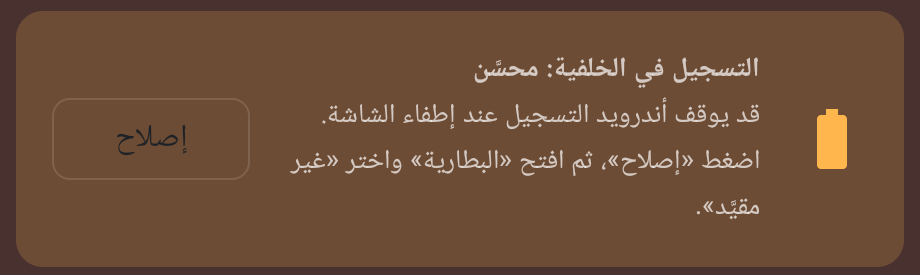 التسجيل في الخلفية: محسَّن
قد يوقف أندرويد التسجيل عند إطفاء الشاشة.
اضغط «إصلاح»، ثم افتح «البطارية» واختر «غير
مقيَّد».
إصلاح